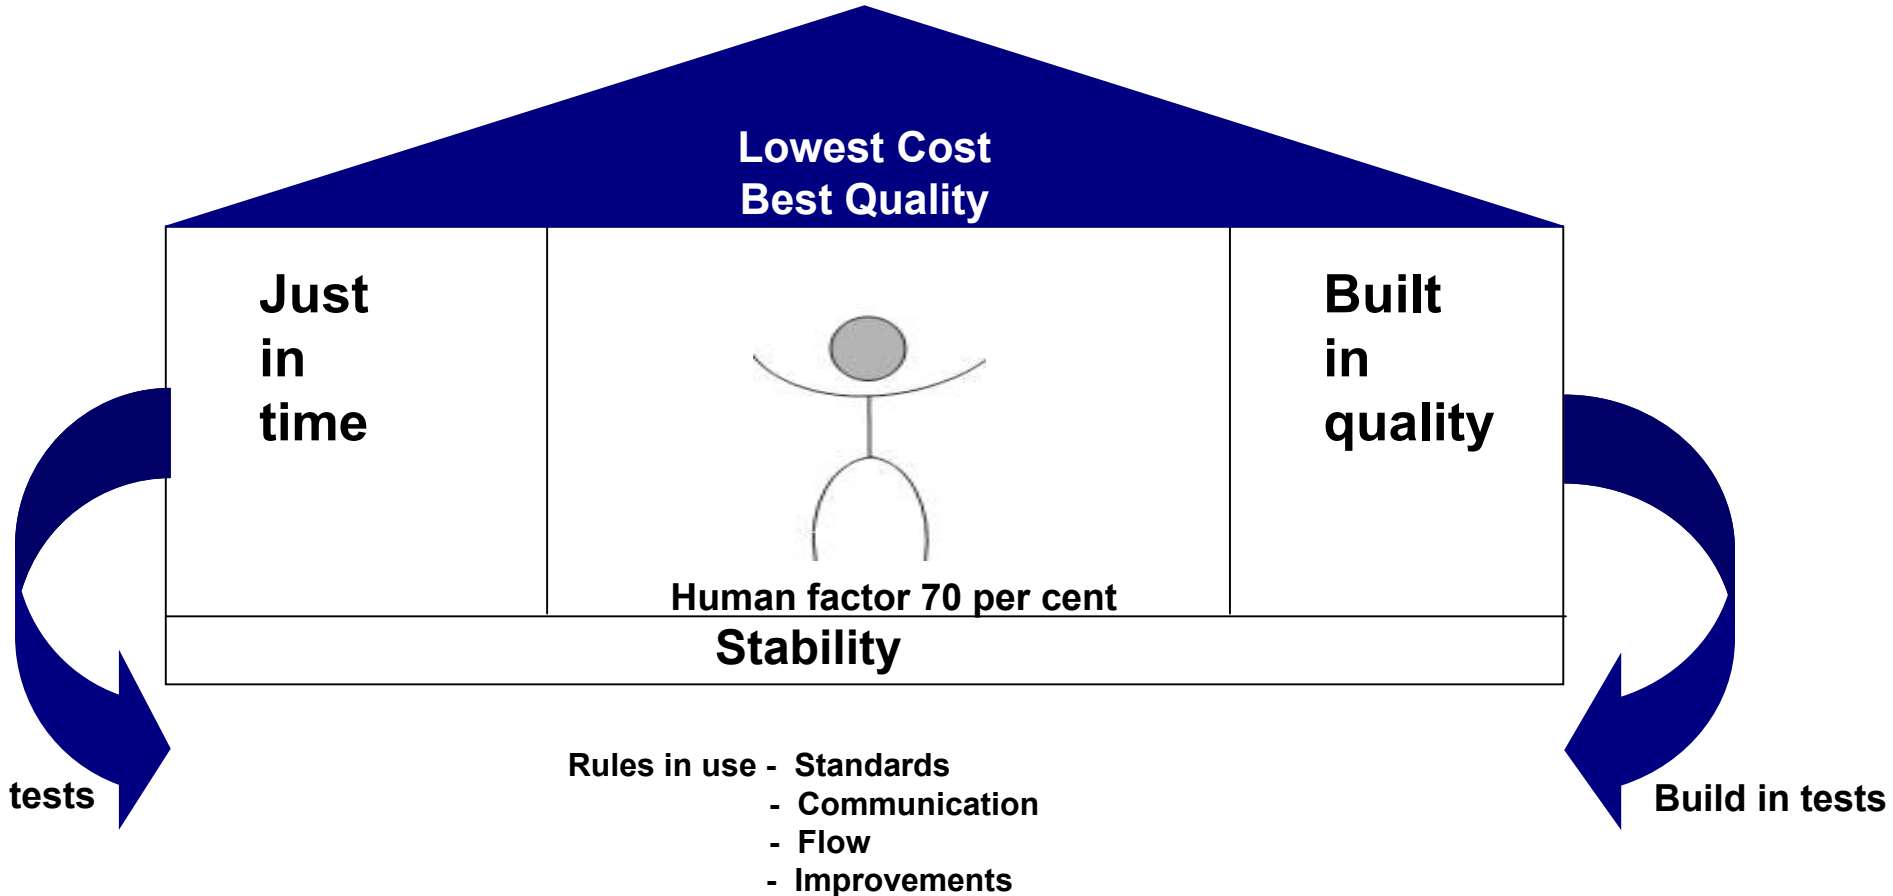 Lowest Cost
Best Quality
Just
in
time
Built
in
quality
Human factor 70 per cent
Stability
Rules in use - Standards
- Communication
- Flow
- Improvements
tests
Build in tests